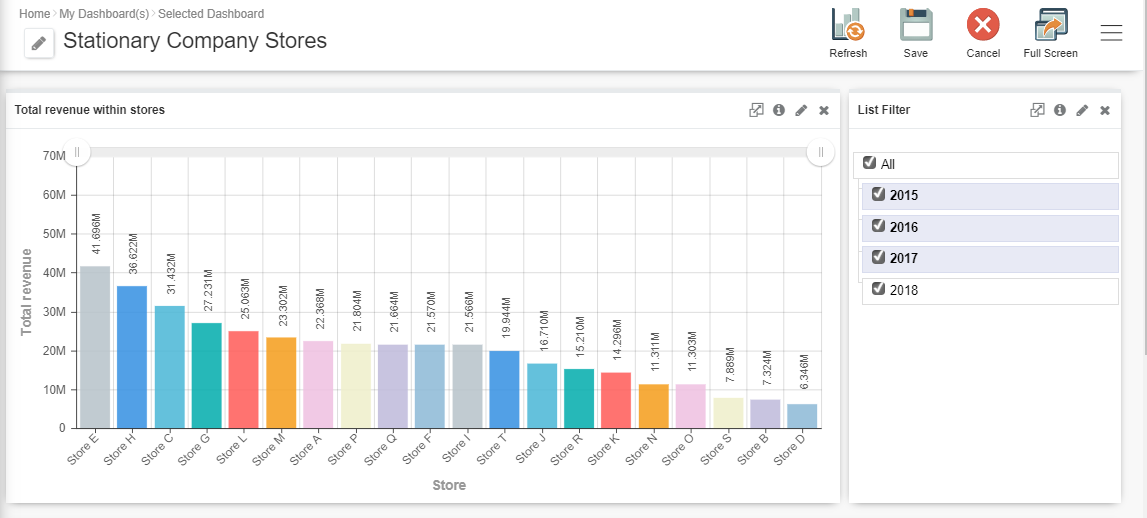 Home › My Dashboard(s) › Selected Dashboard
Stationary Company Stores
Refresh
Save
Cancel
Full Screen
Total revenue within stores
Total revenue
70M
60M
50M
40M
30M
20M
10M
0
41.696M
36.622M
31.432M
27.231M
25.063M
23.302M
22.368M
21.804M
21.664M
21.570M
21.566M
19.944M
16.710M
15.210M
14.296M
11.311M
11.303M
7.889M
7.324M
6.346M
Store E
Store H
Store C
Store G
Store L
Store M
Store A
Store P
Store Q
Store F
Store I
Store T
Store J
Store R
Store K
Store N
Store O
Store S
Store B
Store D
Store
List Filter
All
2015
2016
2017
2018